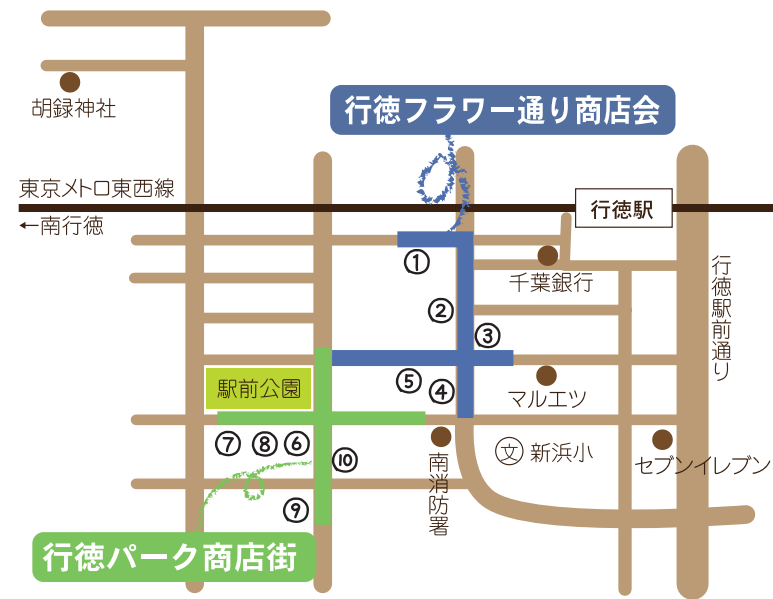 胡録神社
行徳フラワー通り商店会
東京メトロ東西線
←南行徳
行徳駅
①
千葉銀行
行徳駅前通り
②
③
⑤
④
マルエツ
駅前公園
⑦
⑧
⑥
⑩
南消防署
文
新浜小
セブンイレブン
⑨
行徳パーク商店街